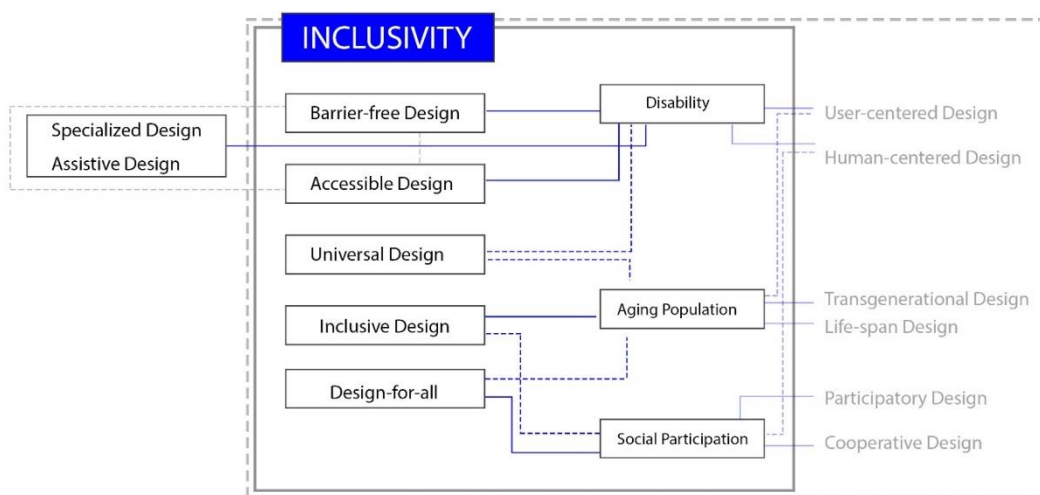 INCLUSIVITY
Specialized Design
Assistive Design
Barrier-free Design
Accessible Design
Universal Design
Inclusive Design
Design-for-all
Disability
Aging Population
Social Participation
User-centered Design
Human-centered Design
Transgenerational Design
Life-span Design
Participatory Design
Cooperative Design